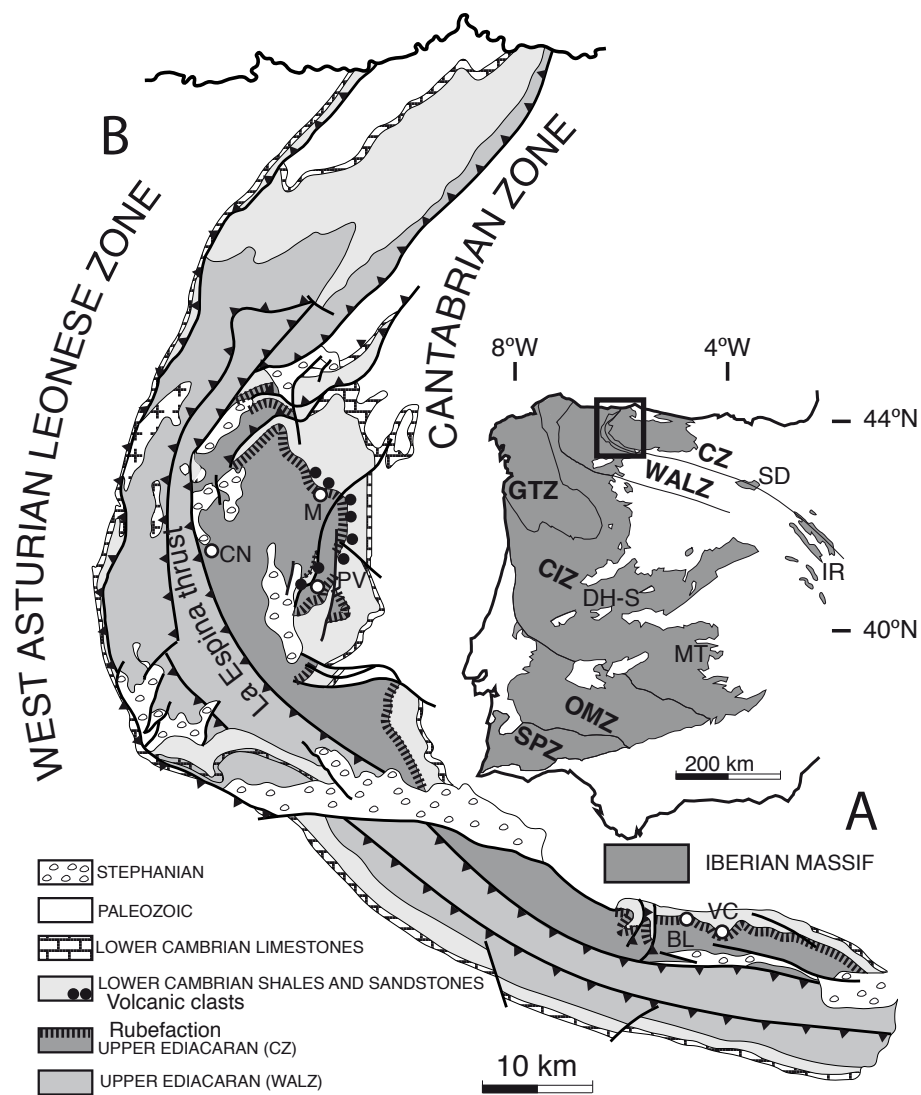 B
WEST ASTURIAN LEONESE ZONE
CANTABRIAN ZONE
La Espina thrust
M
CN
PV
8ºW
4ºW
44ºN
CZ
WALZ
SD
GTZ
IR
CIZ
DH-S
40ºN
MT
OMZ
SPZ
200 km
A
IBERIAN MASSIF
VC
BL
STEPHANIAN
PALEOZOIC
LOWER CAMBRIAN LIMESTONES
LOWER CAMBRIAN SHALES AND SANDSTONES
Volcanic clasts
Rubefaction
UPPER EDIACARAN (CZ)
UPPER EDIACARAN (WALZ)
10 km